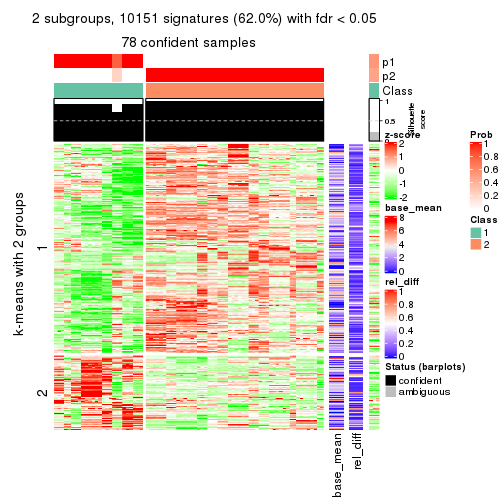 2 subgroups, 10151 signatures (62.0%) with fdr < 0.05
78 confident samples
p1
p2
Class
1
0.5
0
Silhouette
score
k-means with 2 groups
1
2
base_mean
rel_diff
z-score
2
1
0
-1
-2
base_mean
8
6
4
2
0
rel_diff
1
0.8
0.6
0.4
0.2
0
Status (barplots)
confident
ambiguous
Prob
1
0.8
0.6
0.4
0.2
0
Class
1
2